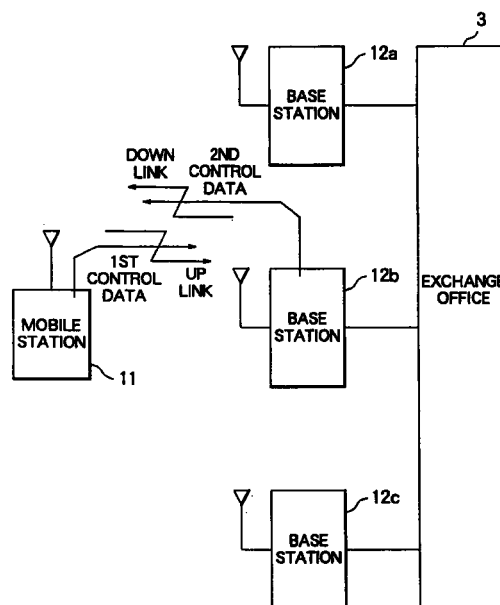 3
12a
BASE
STATION
DOWN
LINK
2ND
CONTROL
DATA
1ST
CONTROL
DATA
UP
LINK
12b
BASE
STATION
EXCHANGE
OFFICE
MOBILE
STATION
11
12c
BASE
STATION